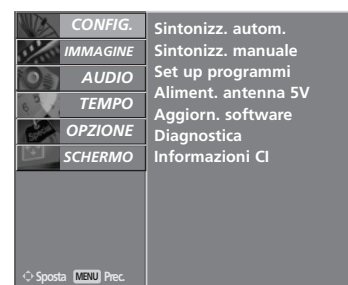 CONFIG.
IMMAGINE
AUDIO
TEMPO
OPZIONE
SCHERMO
Sintonizz. autom.
Sintonizz. manuale
Set up programmi
Aliment. antenna 5V
Aggiorn. software
Diagnostica
Informazioni CI
Sposta MENU Prec.